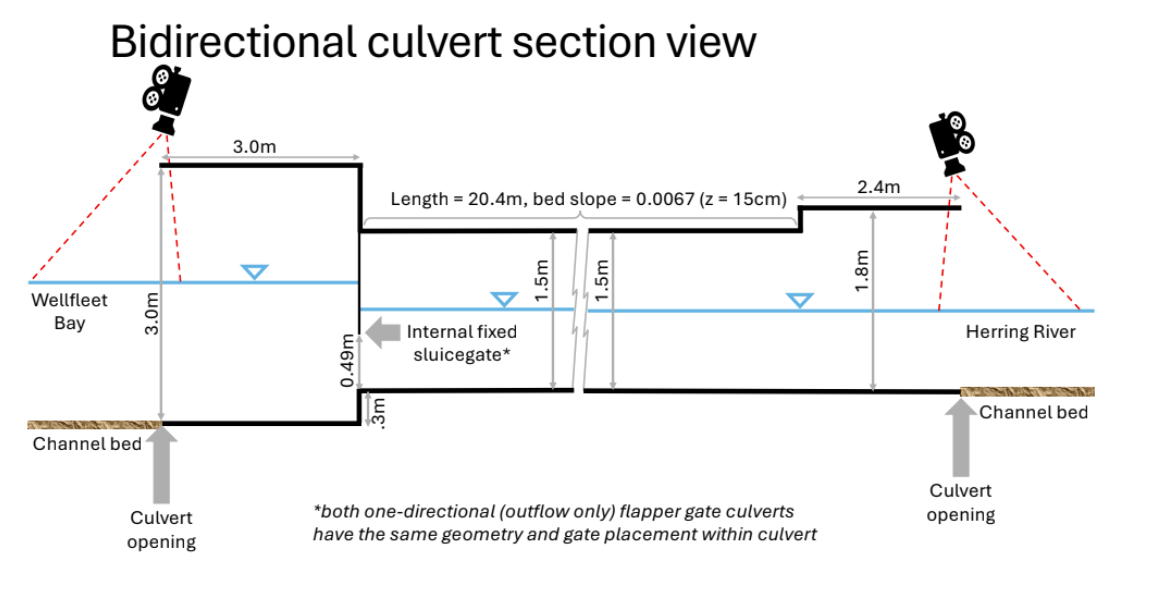 Bidirectional culvert section view
3.0m
Length = 20.4m, bed slope = 0.0067 (z = 15cm)
2.4m
Wellfleet
Bay
3.0m
1.5m
1.5m
1.8m
Internal fixed
sluicegate*
0.49m
Herring River
.3m
Channel bed
Channel bed
Culvert
opening
Culvert
opening
*both one-directional (outflow only) flapper gate culverts
have the same geometry and gate placement within culvert